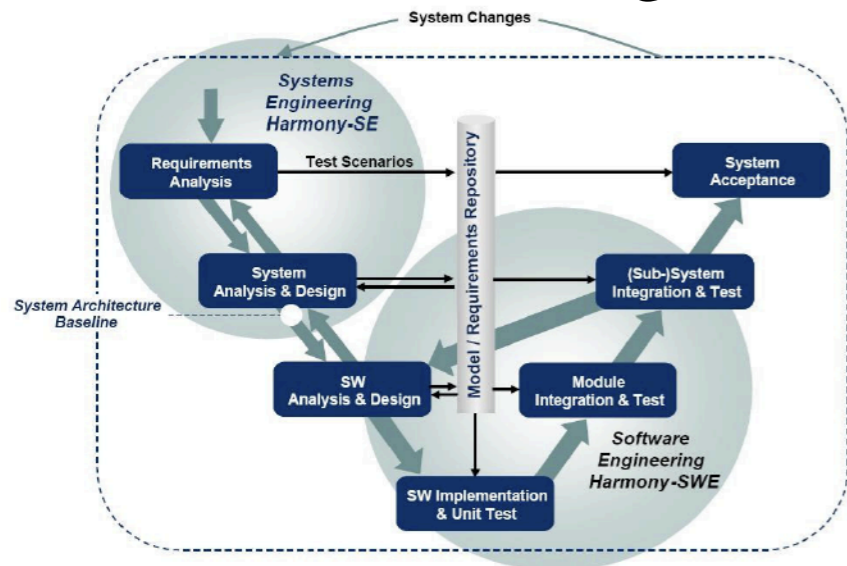 System Changes
Systems
Engineering
Harmony-SE
Requirements
Analysis
Test Scenarios
System
Acceptance
Model / Requirements Repository
System
Analysis & Design
(Sub-)System
Integration & Test
System Architecture
Baseline
SW
Analysis & Design
Module
Integration & Test
Software
Engineering
Harmony-SWE
SW Implementation
& Unit Test